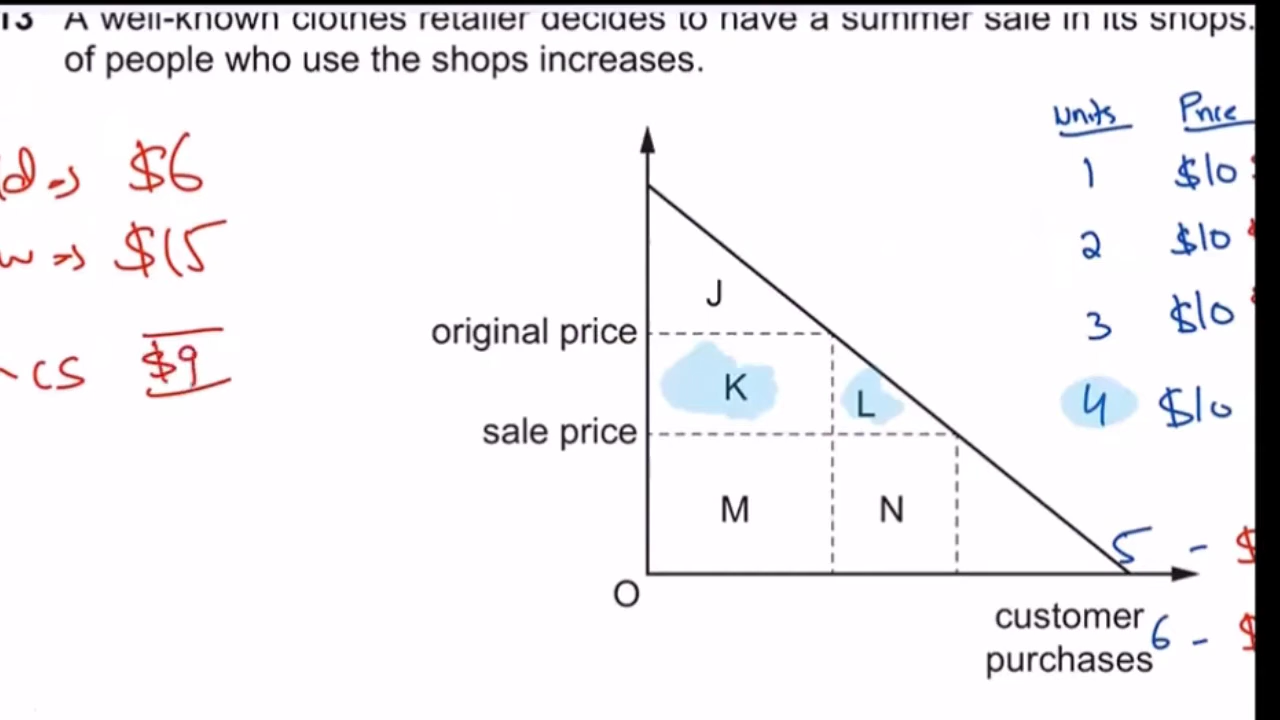 13 A well-known clothes retailer decides to have a summer sale in its shops.
of people who use the shops increases.
units Price
1 $10
2 $10
3 $10
4 $10
5 - $
6 - $
$6
$15
CS $9
J
original price
K
L
sale price
M
N
O
customer
purchases